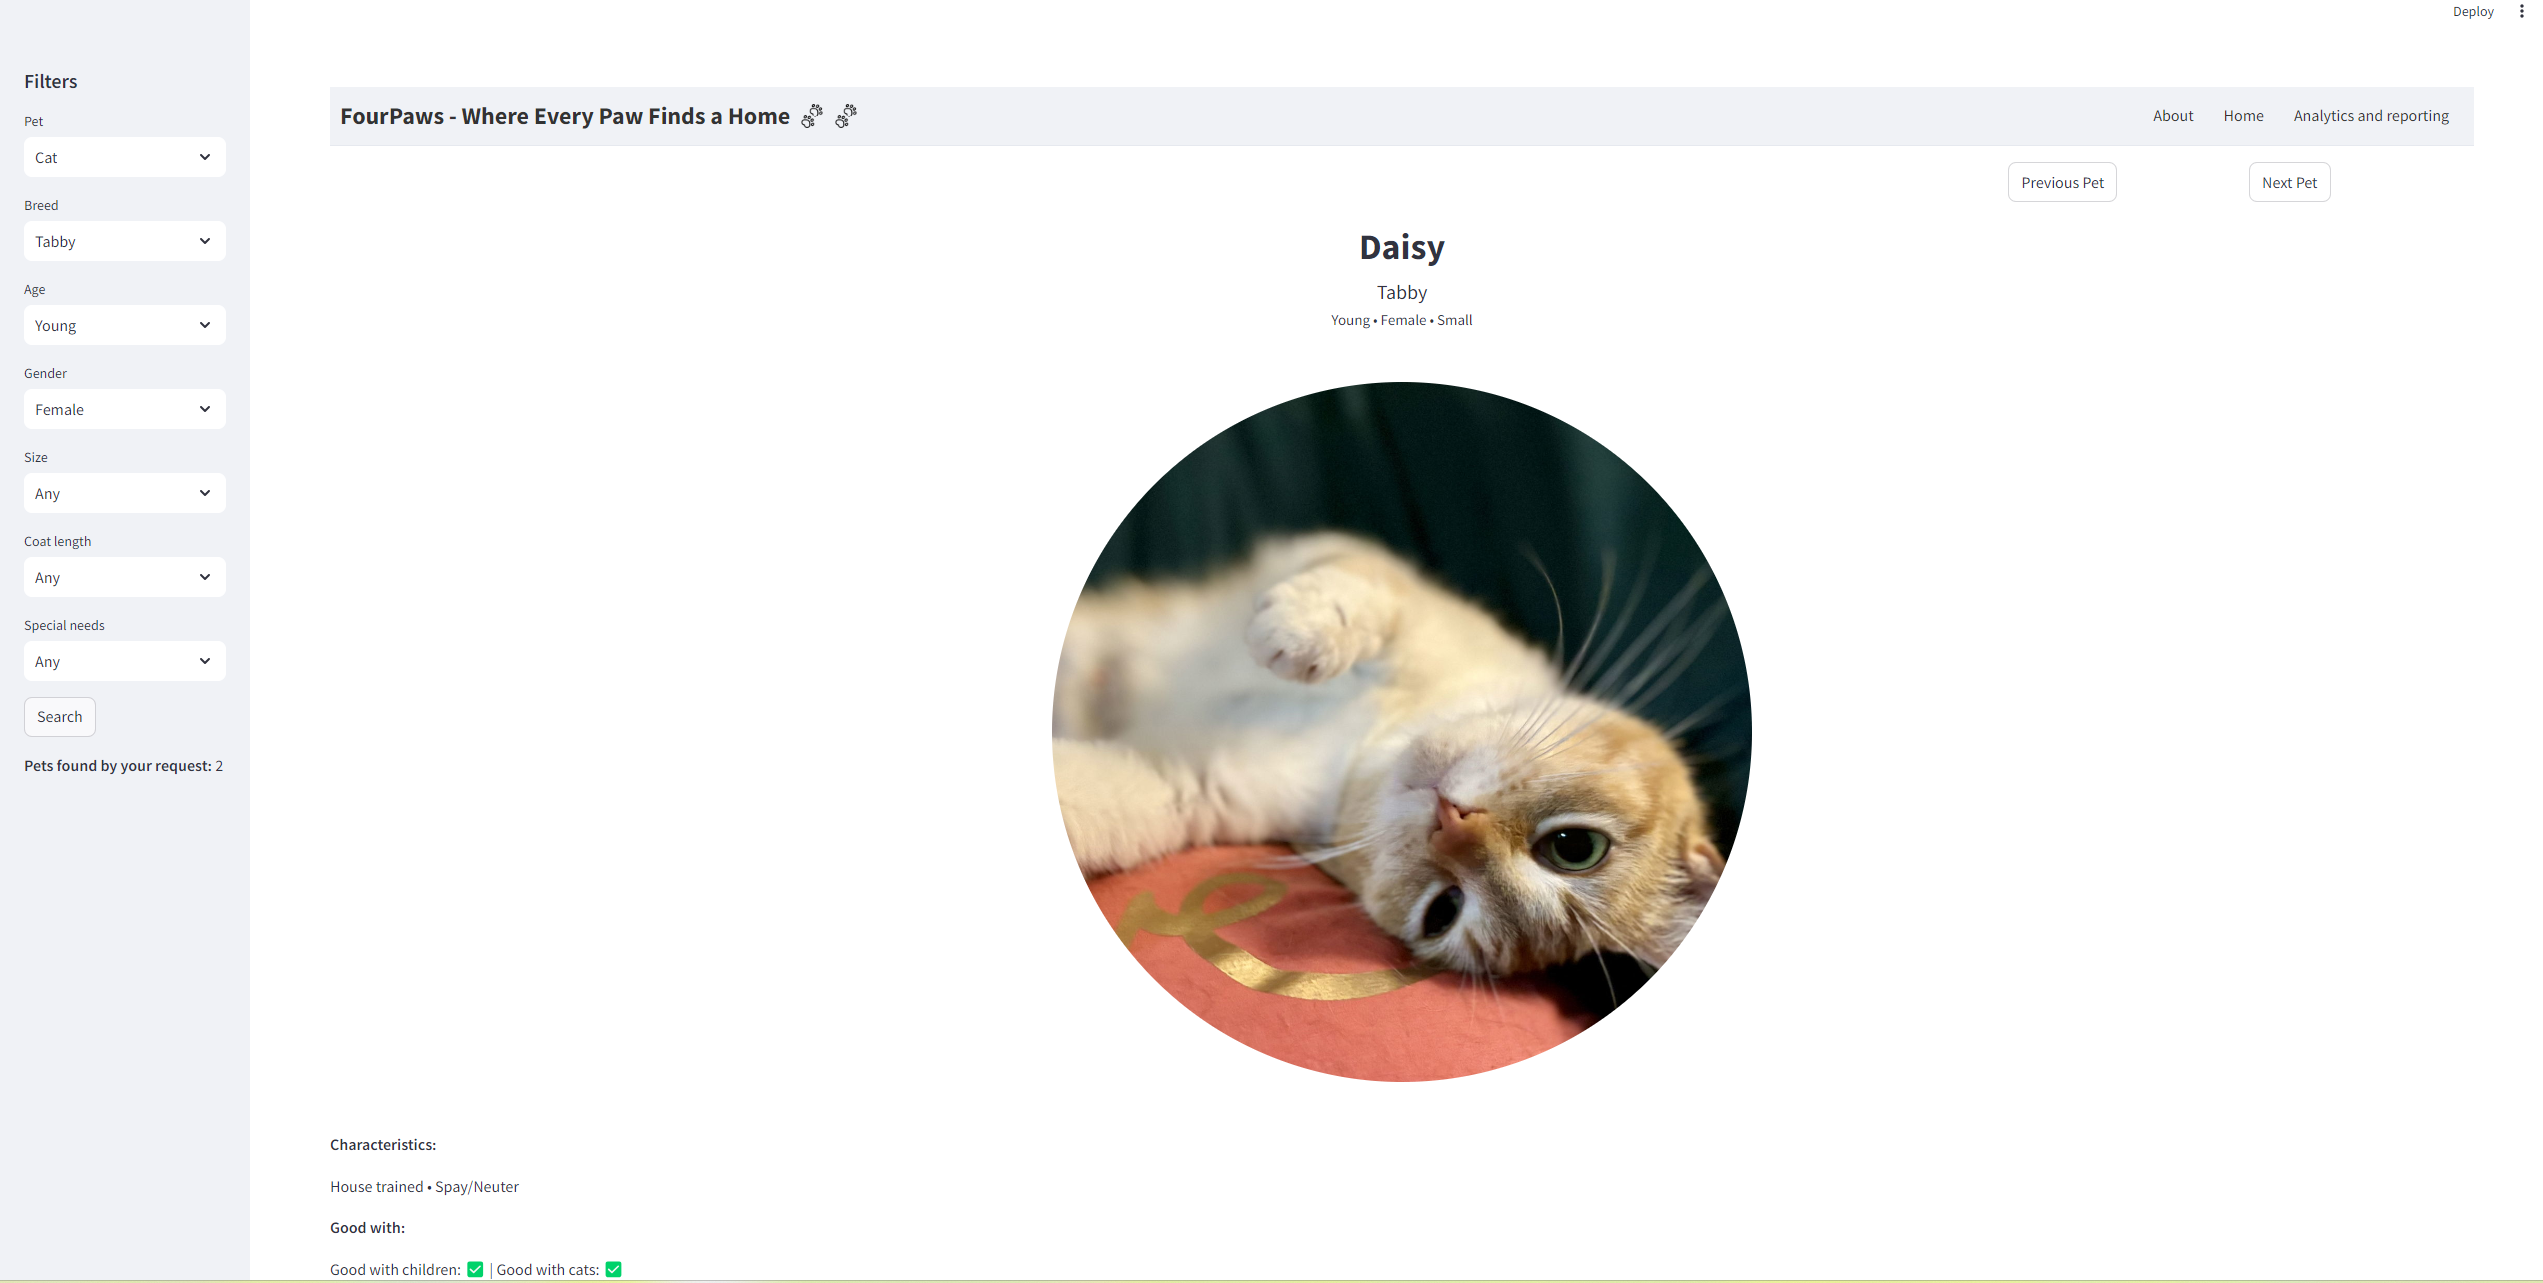 Deploy
Filters
Pet
Cat
Breed
Tabby
Age
Young
Gender
Female
Size
Any
Coat length
Any
Special needs
Any
Search
Pets found by your request: 2
FourPaws - Where Every Paw Finds a Home
About Home Analytics and reporting
Previous Pet Next Pet
Daisy
Tabby
Young • Female • Small
Characteristics:
House trained • Spay/Neuter
Good with:
Good with children: ✅ | Good with cats: ✅